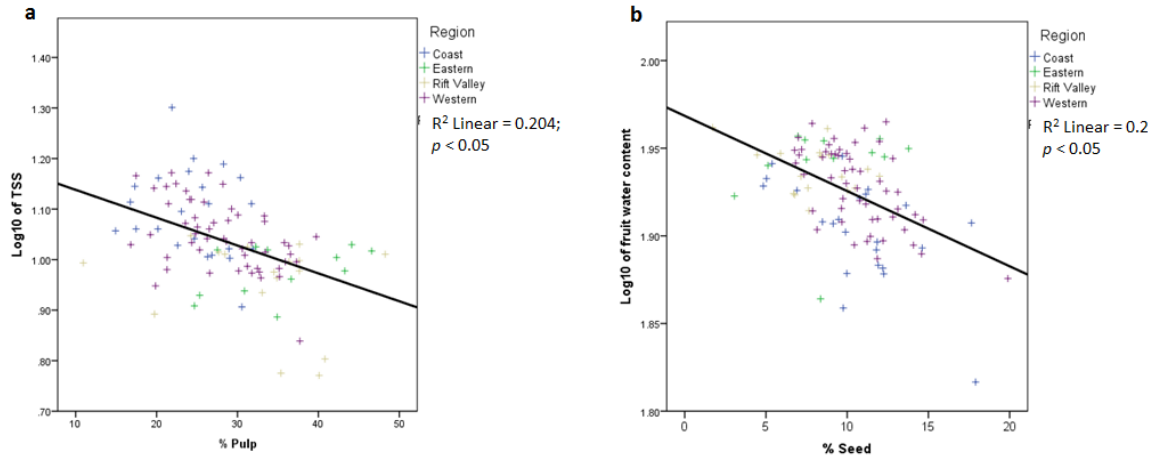 a
Log10 of TSS
1.40
1.30
1.20
1.10
1.00
.90
.80
.70
10 20 30 40 50
% Pulp
Region
Coast
Eastern
Rift Valley
Western
R2 Linear = 0.204;
p < 0.05
b
Log10 of fruit water content
2.00
1.95
1.90
1.85
1.80
0 5 10 15 20
% Seed
Region
Coast
Eastern
Rift Valley
Western
R2 Linear = 0.2
p < 0.05